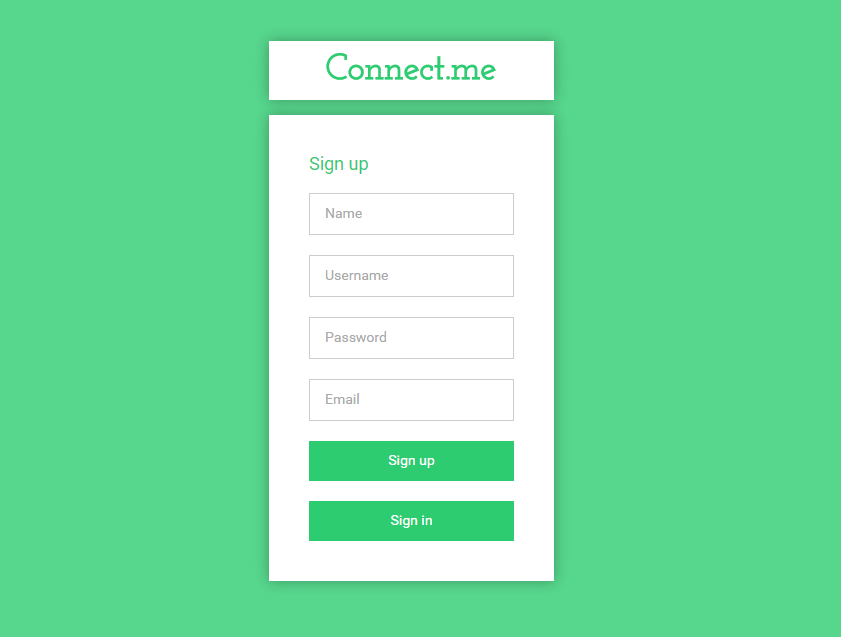 Connect.me
Sign up
Name
Username
Password
Email
Sign up
Sign in